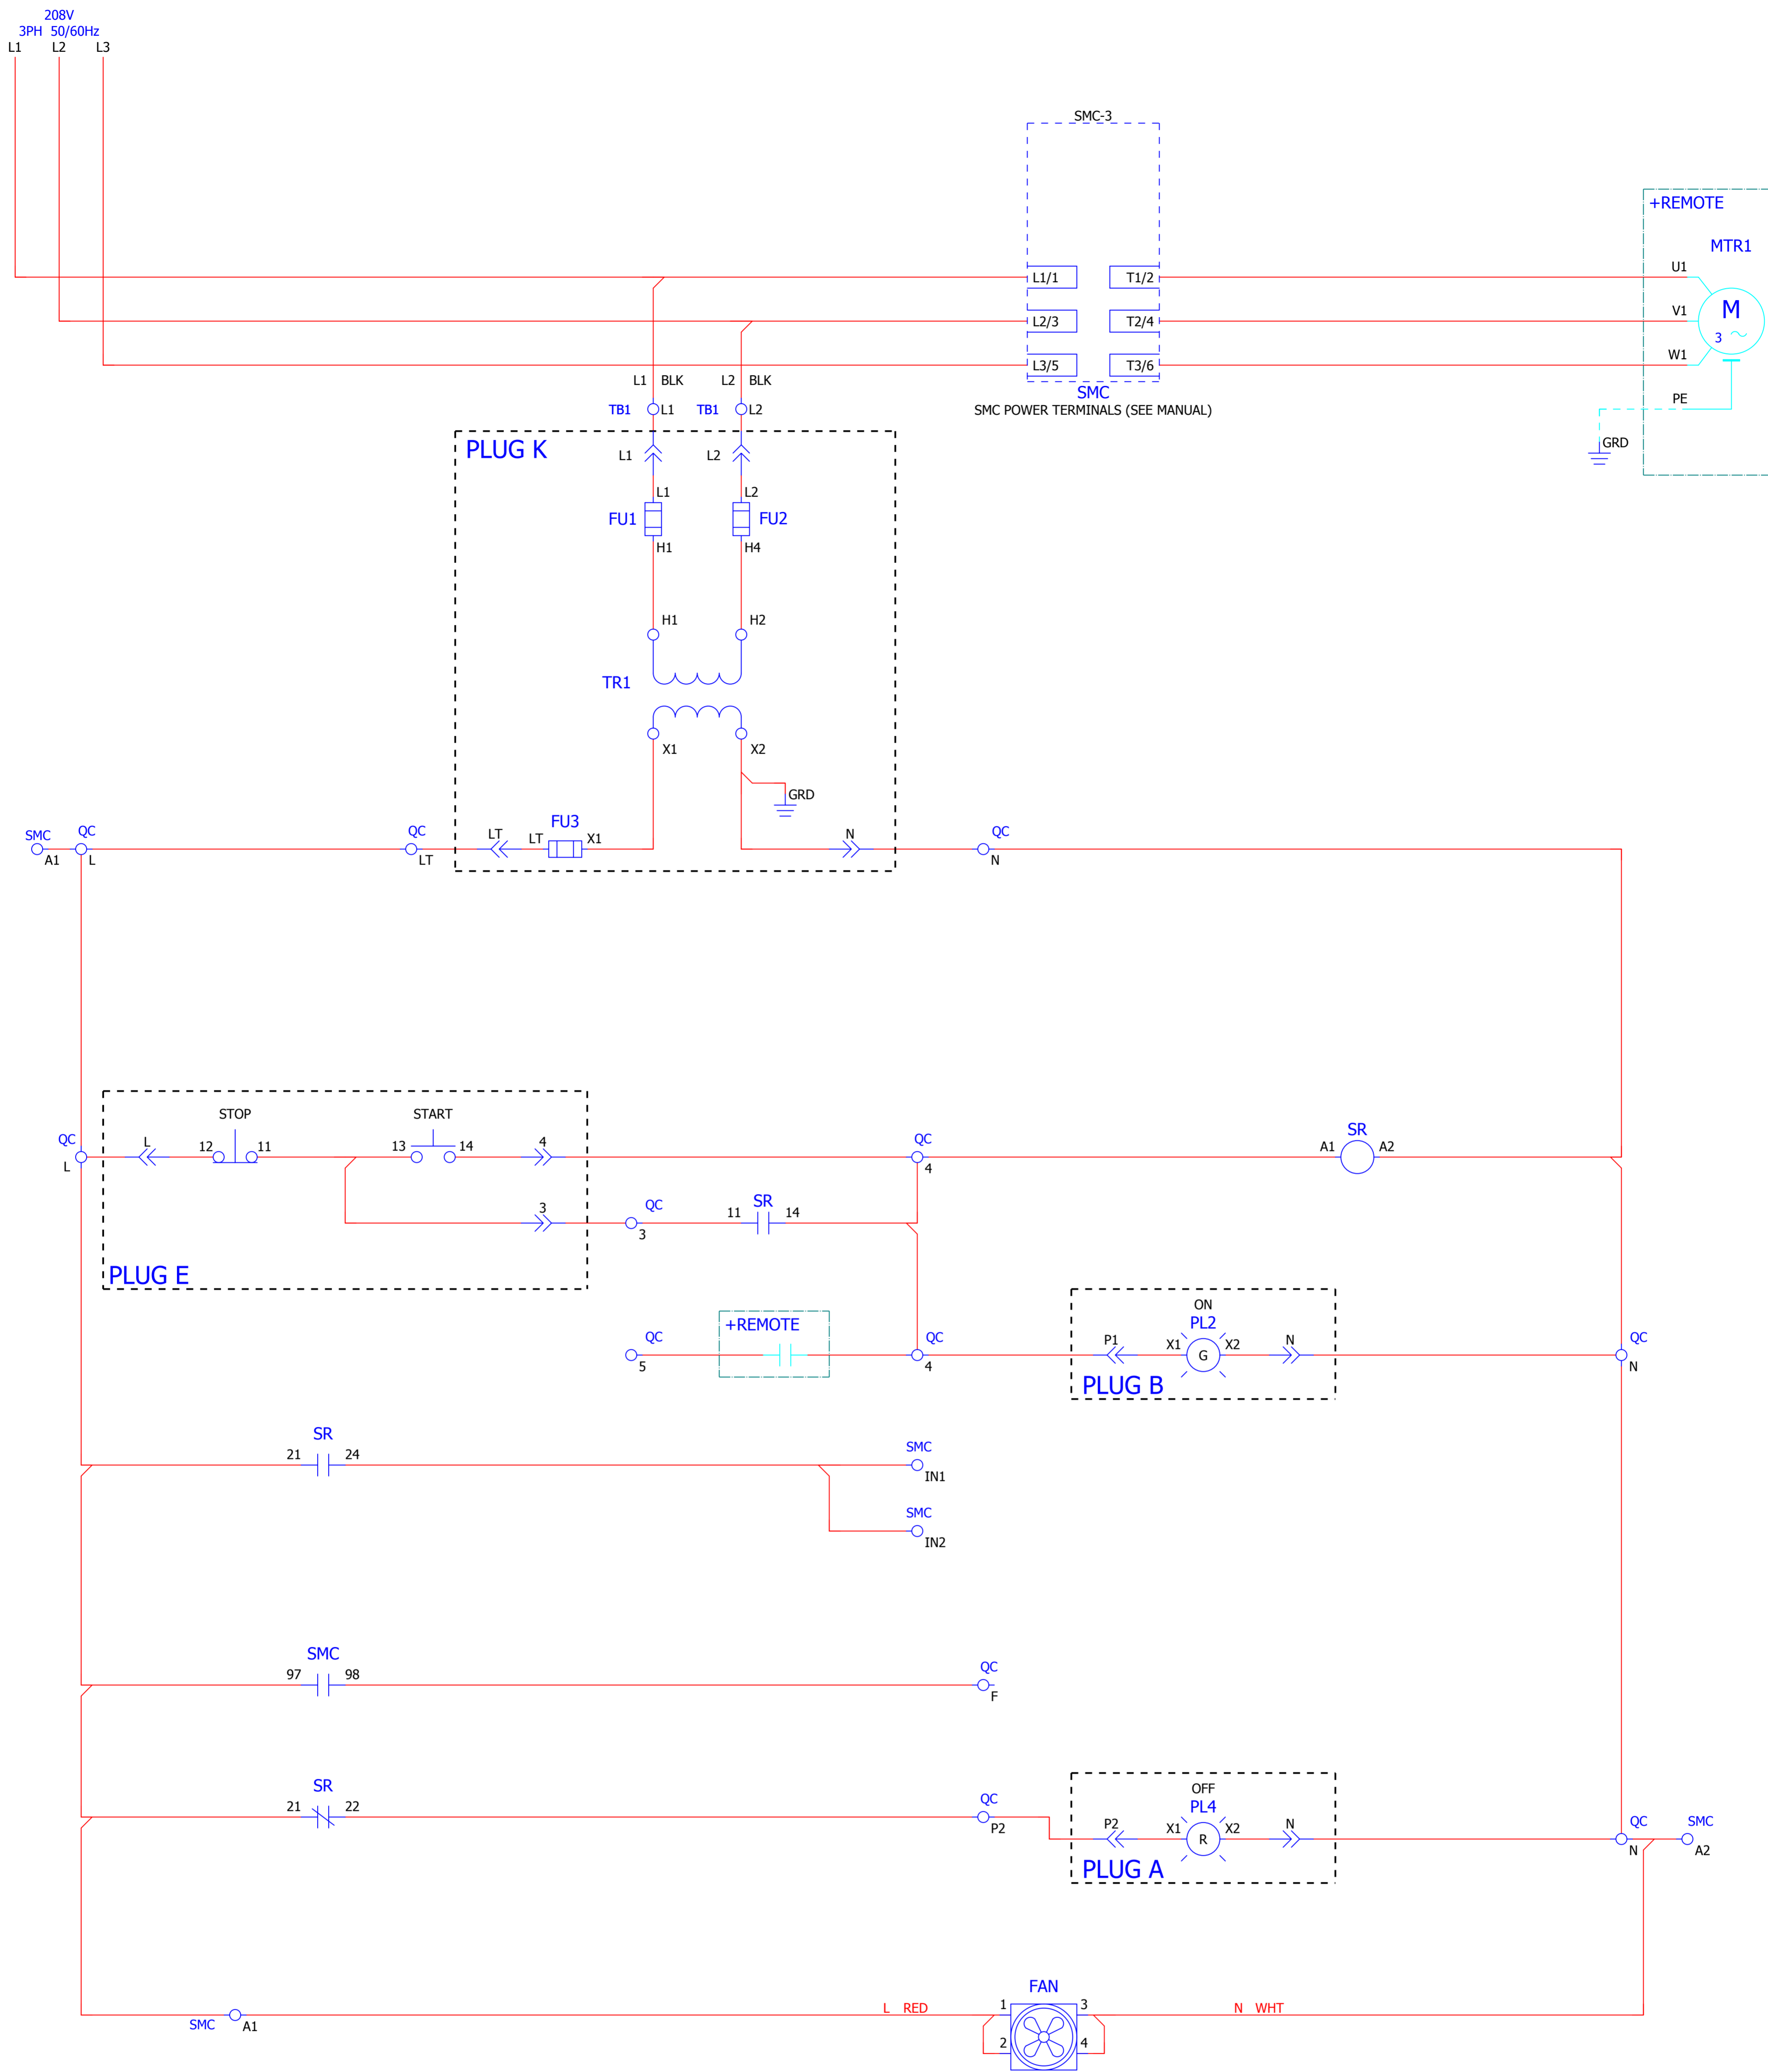 208V
3PH 50/60Hz
L1 L2 L3
SMC-3
+REMOTE
MTR1
L1/1 T1/2 U1
L2/3 T2/4 V1 M
3
L3/5 T3/6 W1
SMC
SMC POWER TERMINALS (SEE MANUAL)
L1 BLK L2 BLK
PE
TB1 L1 TB1 L2
GRD
PLUG K
L1 L2
L1 L2
FU1 FU2
H1 H4
H1 H2
TR1
X1 X2
GRD
FU3
SMC QC QC LT LT X1 N QC
A1 L LT N
STOP START
QC L 12 11 13 14 4 QC A1 SR A2
L 4
3 QC 11 SR 14
3
PLUG E
ON
+REMOTE PL2
QC QC P1 X1 G X2 N QC
5 4 N
PLUG B
SR
21 24 SMC
IN1
SMC
IN2
SMC
97 98 QC
F
SR OFF
21 22 QC PL4
P2 P2 X1 R X2 N QC SMC
N A2
PLUG A
FAN
L RED 1 3 N WHT
SMC A1
2 4